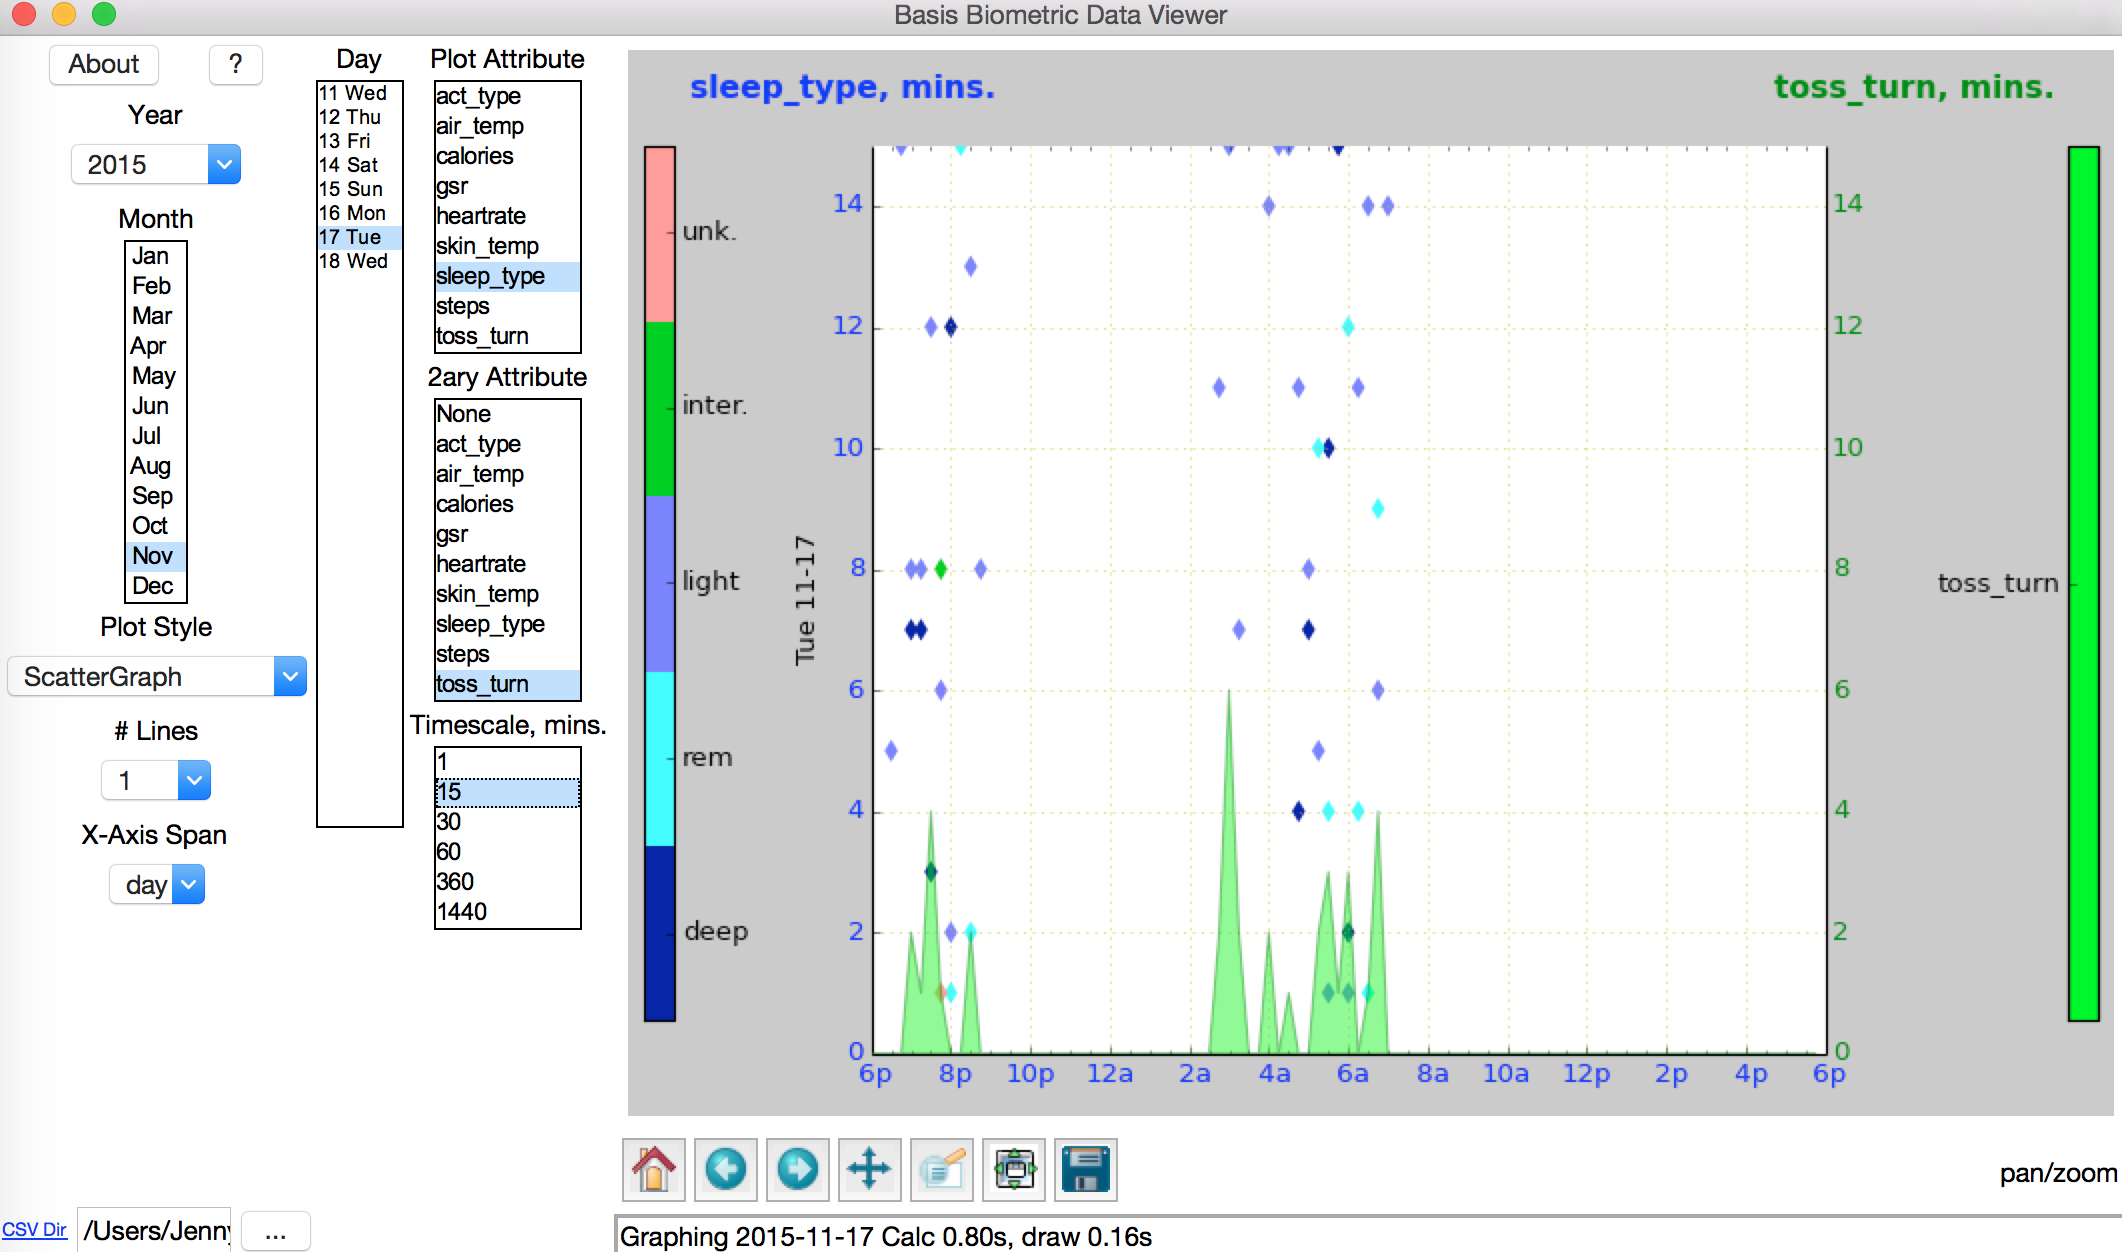 Basis Biometric Data Viewer
About
?
Year
2015
Month
Jan
Feb
Mar
Apr
May
Jun
Jul
Aug
Sep
Oct
Nov
Dec
Plot Style
ScatterGraph
# Lines
1
X-Axis Span
day
CSV Dir
/Users/Jenny
...
Day
11 Wed
12 Thu
13 Fri
14 Sat
15 Sun
16 Mon
17 Tue
18 Wed
Plot Attribute
act_type
air_temp
calories
gsr
heartrate
skin_temp
sleep_type
steps
toss_turn
2ary Attribute
None
act_type
air_temp
calories
gsr
heartrate
skin_temp
sleep_type
steps
toss_turn
Timescale, mins.
1
15
30
60
360
1440
sleep_type, mins.
toss_turn, mins.
unk.
inter.
light
rem
deep
Tue 11-17
14
12
10
8
6
4
2
0
6p 8p 10p 12a 2a 4a 6a 8a 10a 12p 2p 4p 6p
14
12
10
8
6
4
2
0
toss_turn
pan/zoom
Graphing 2015-11-17 Calc 0.80s, draw 0.16s